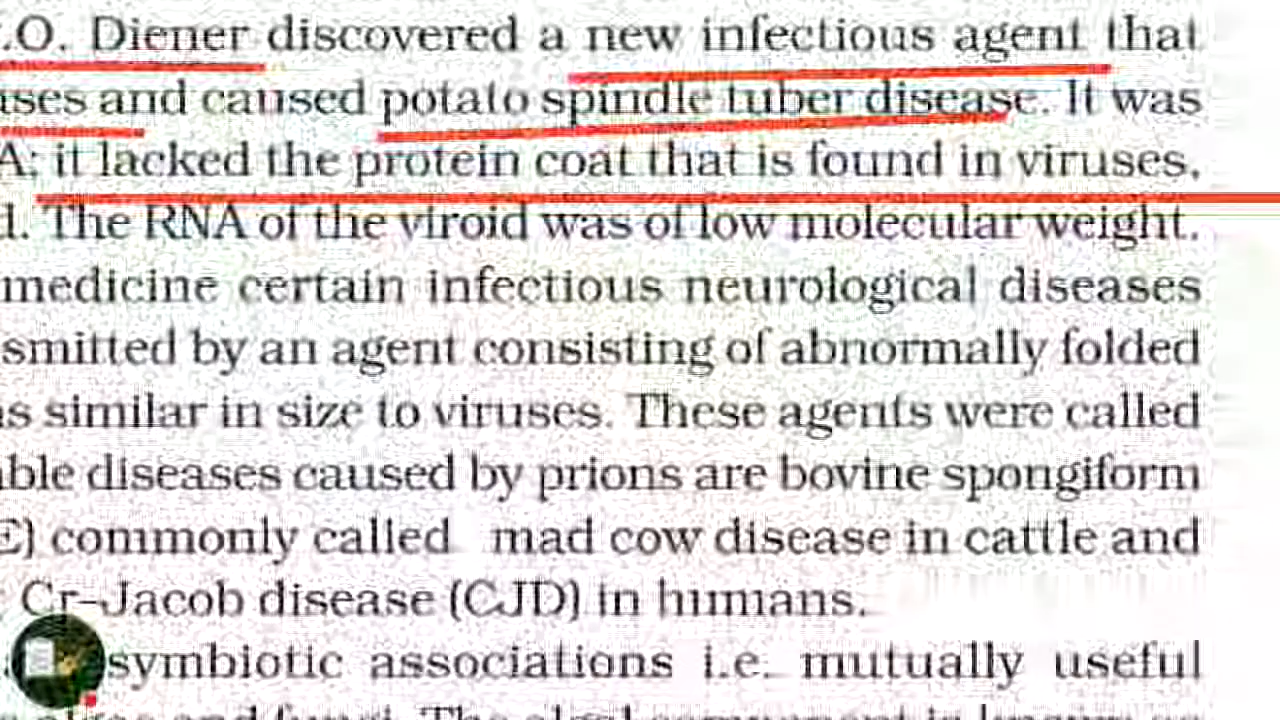 .O. Diener discovered a new infectious agent that
uses and caused potato spindle tuber disease. It was
A; it lacked the protein coat that is found in viruses,
d. The RNA of the viroid was of low molecular weight.
medicine certain infectious neurological diseases
smitted by an agent consisting of abnormally folded
ns similar in size to viruses. These agents were called
able diseases caused by prions are bovine spongiform
E) commonly called mad cow disease in cattle and
Cr–Jacob disease (CJD) in humans.
symbiotic associations i.e. mutually useful